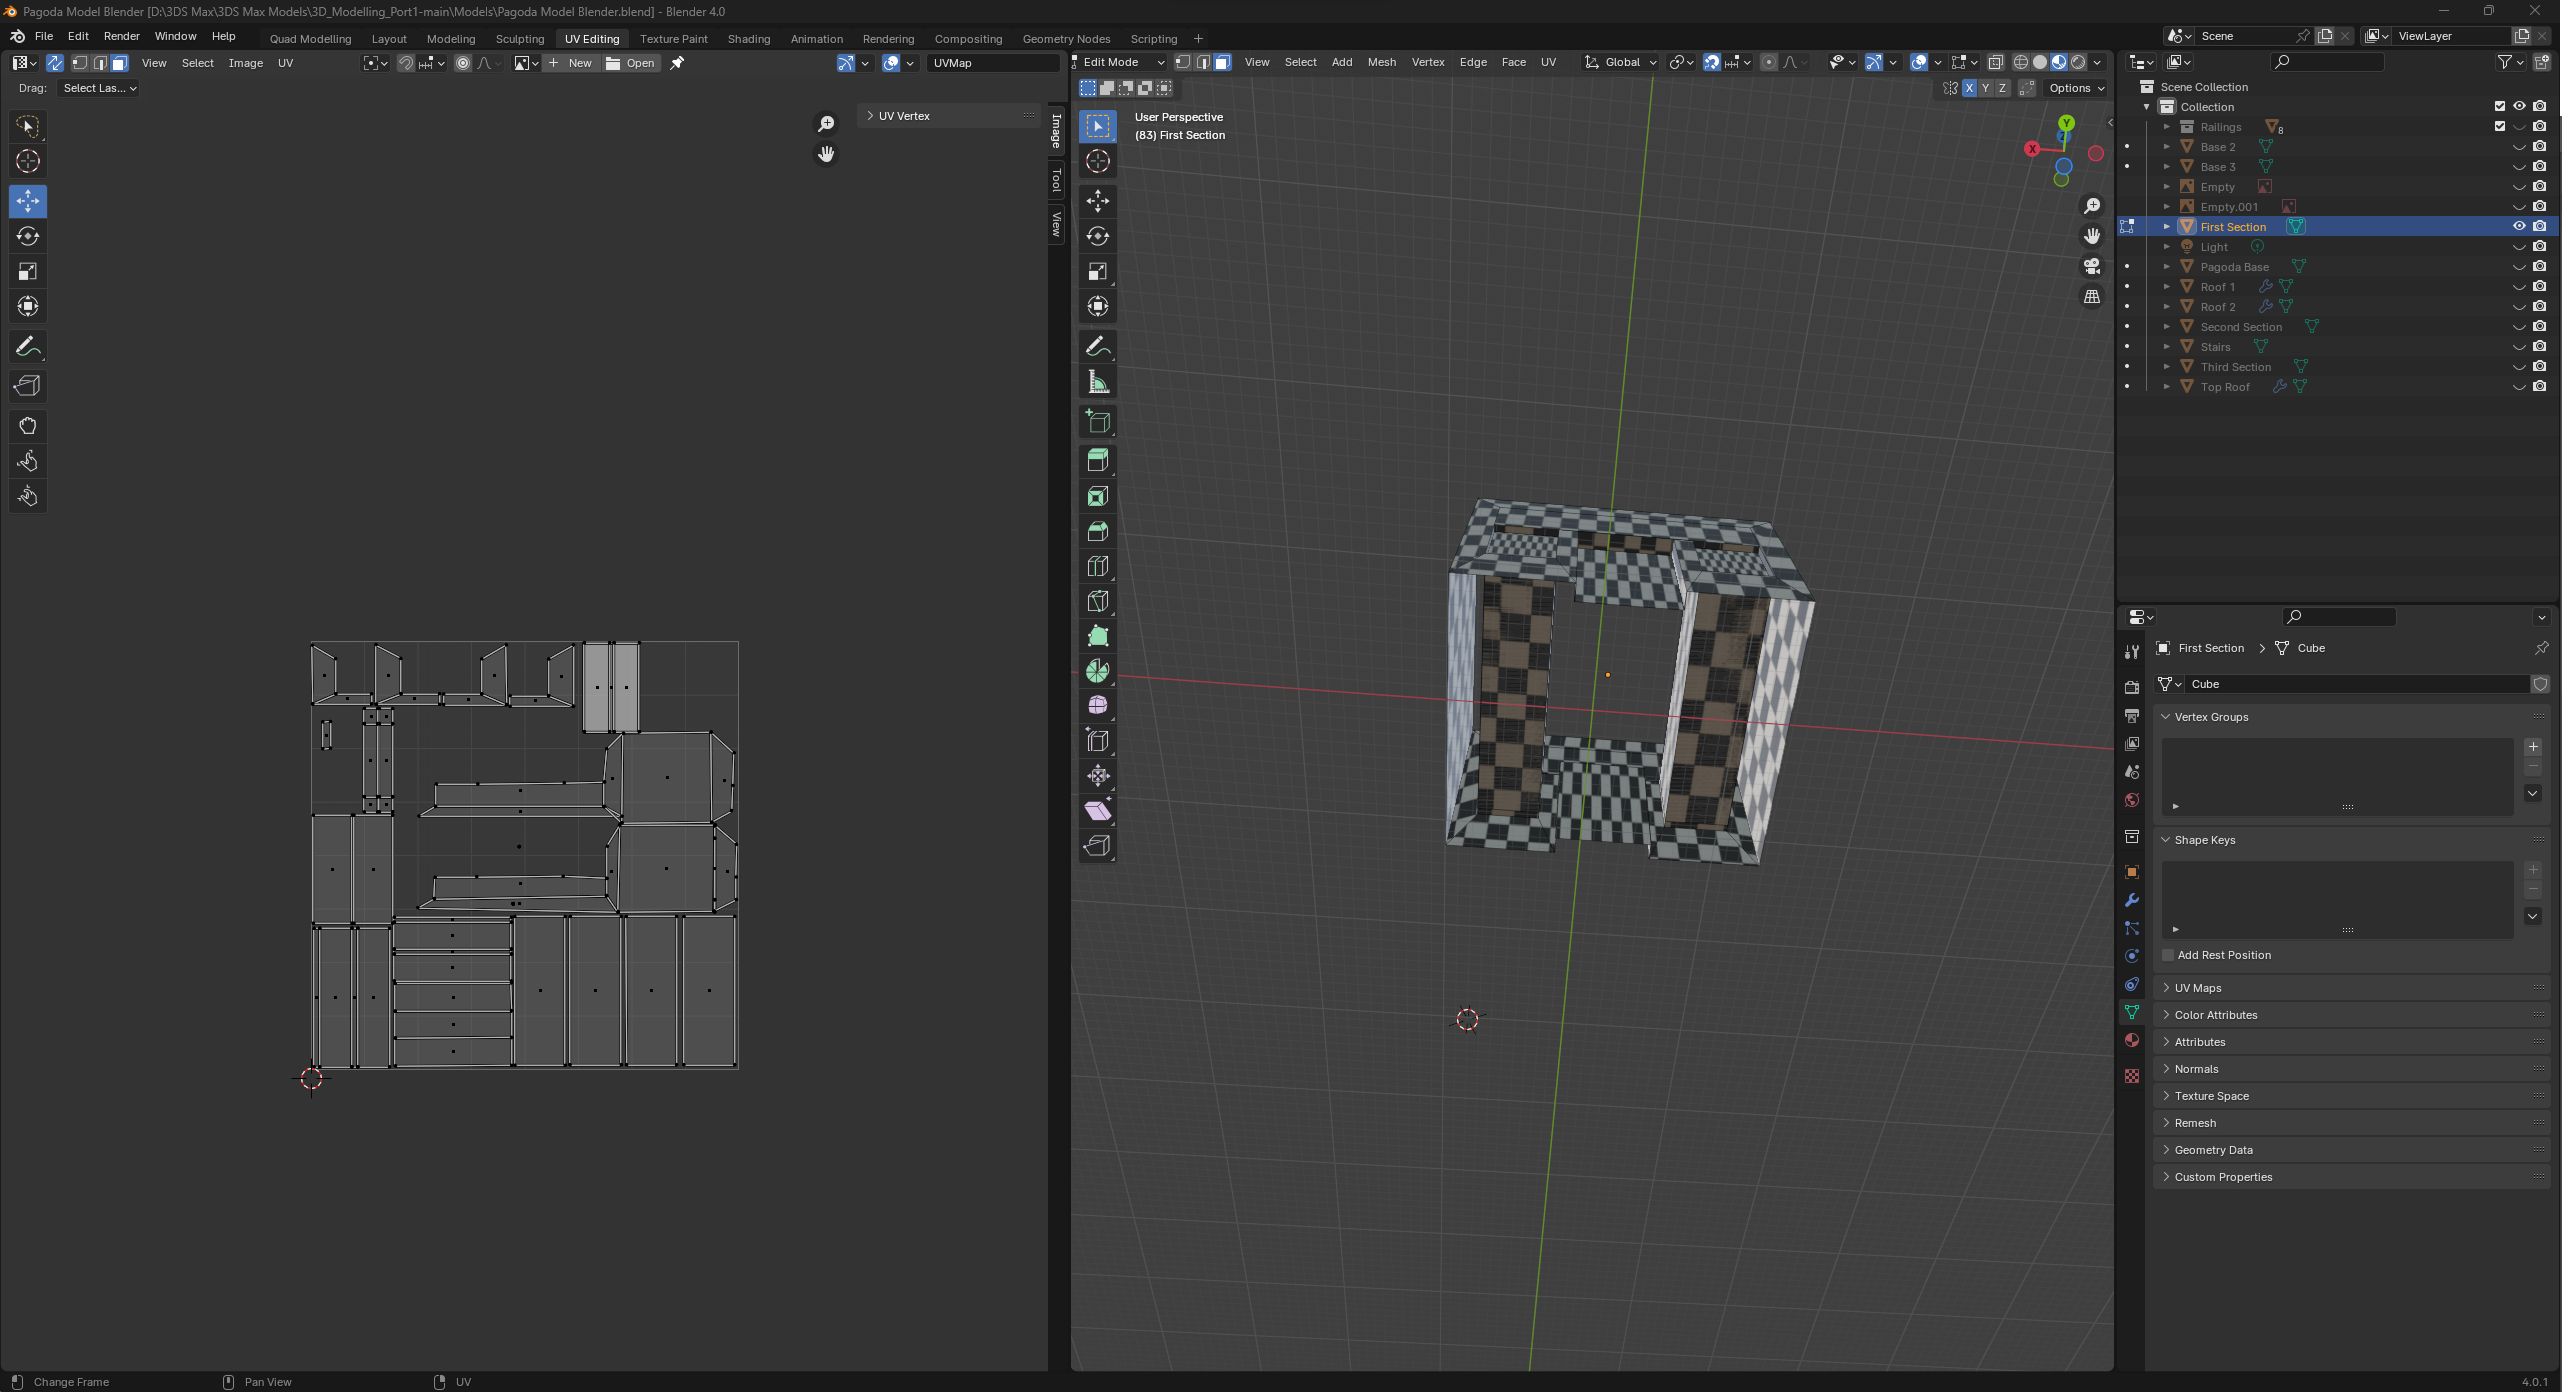 Pagoda Model Blender [D:\3DS Max\3DS Max Models\3D_Modelling_Port1-main\Models\Pagoda Model Blender.blend] - Blender 4.0
File Edit Render Window Help Quad Modelling Layout Modeling Sculpting UV Editing Texture Paint Shading Animation Rendering Compositing Geometry Nodes Scripting + Scene ViewLayer
View Select Image UV New Open UVMap
Edit Mode View Select Add Mesh Vertex Edge Face UV Global
Drag: Select Las... X Y Z Options
UV Vertex
Image
Tool
View
User Perspective
(83) First Section
Y
X
Scene Collection
Collection
Railings 8
Base 2
Base 3
Empty
Empty.001
First Section
Light
Pagoda Base
Roof 1
Roof 2
Second Section
Stairs
Third Section
Top Roof
First Section > Cube
Cube
Vertex Groups
Shape Keys
Add Rest Position
UV Maps
Color Attributes
Attributes
Normals
Texture Space
Remesh
Geometry Data
Custom Properties
Change Frame Pan View UV 4.0.1